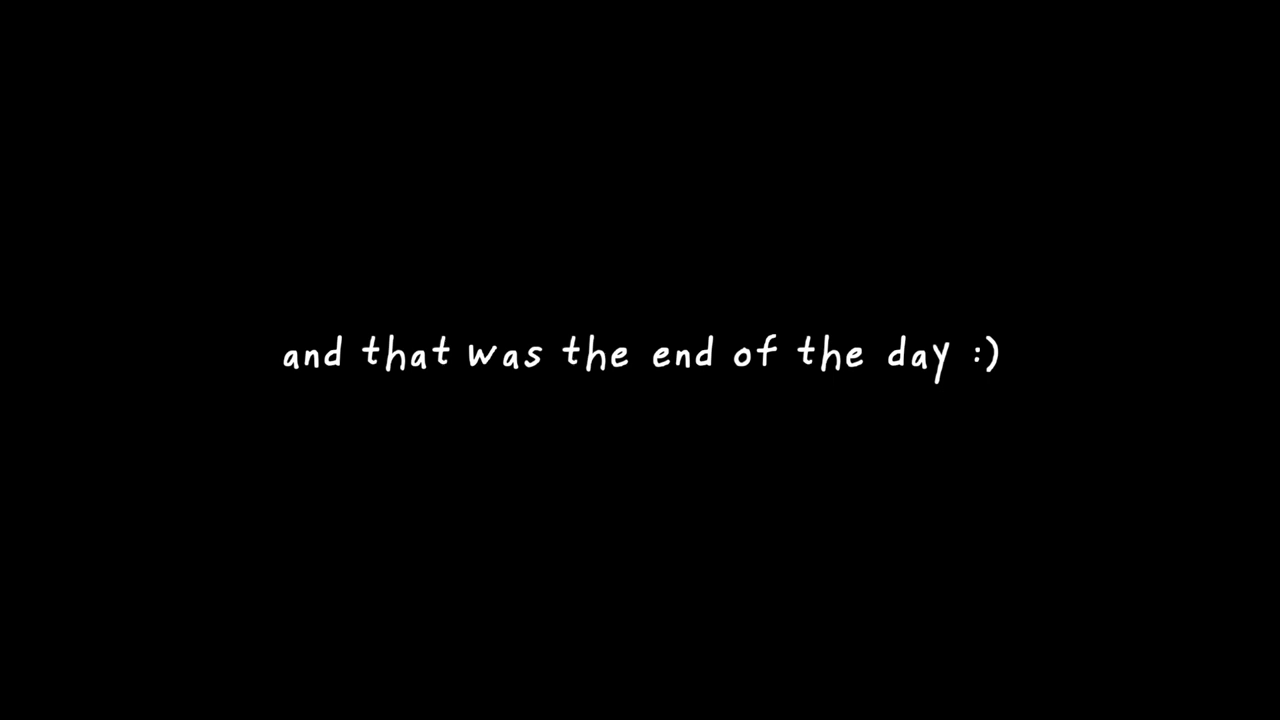 and that was the end of the day :)